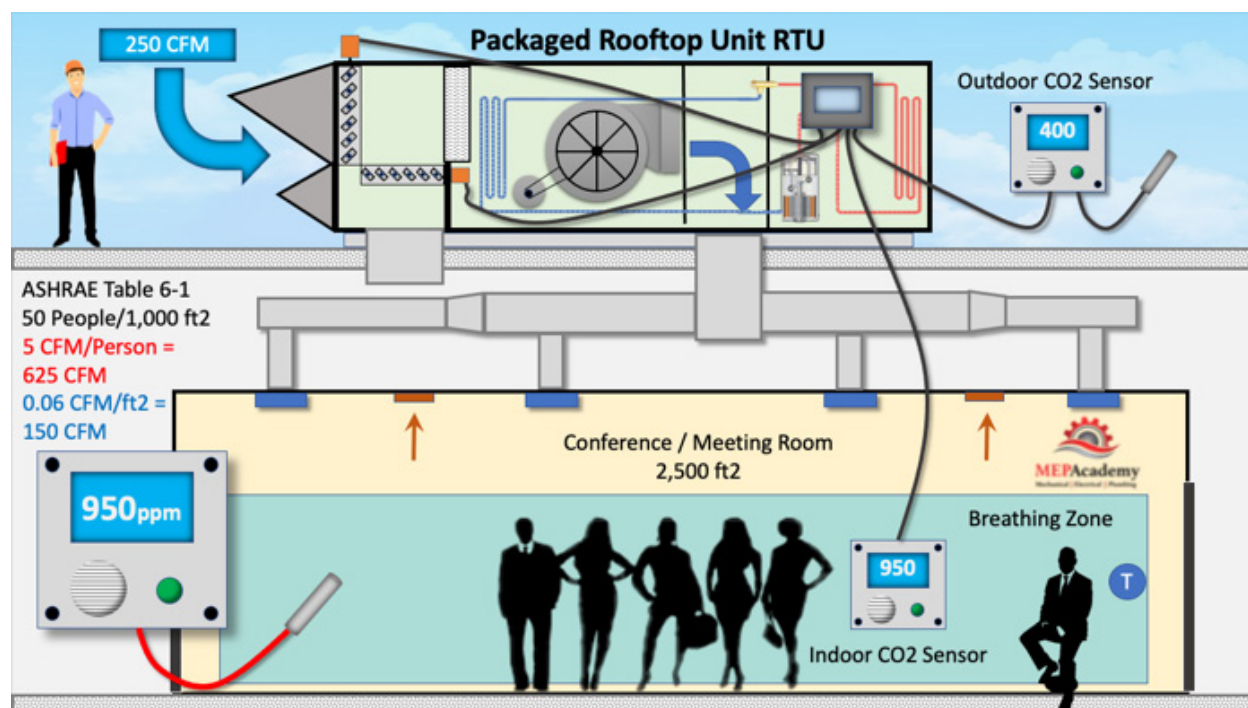 250 CFM
Packaged Rooftop Unit RTU
Outdoor CO2 Sensor
400
ASHRAE Table 6-1
50 People/1,000 ft2
5 CFM/Person =
625 CFM
0.06 CFM/ft2 =
150 CFM
Conference / Meeting Room
2,500 ft2
MEPAcademy
Mechanical | Electrical | Plumbing
950ppm
Breathing Zone
950
T
Indoor CO2 Sensor